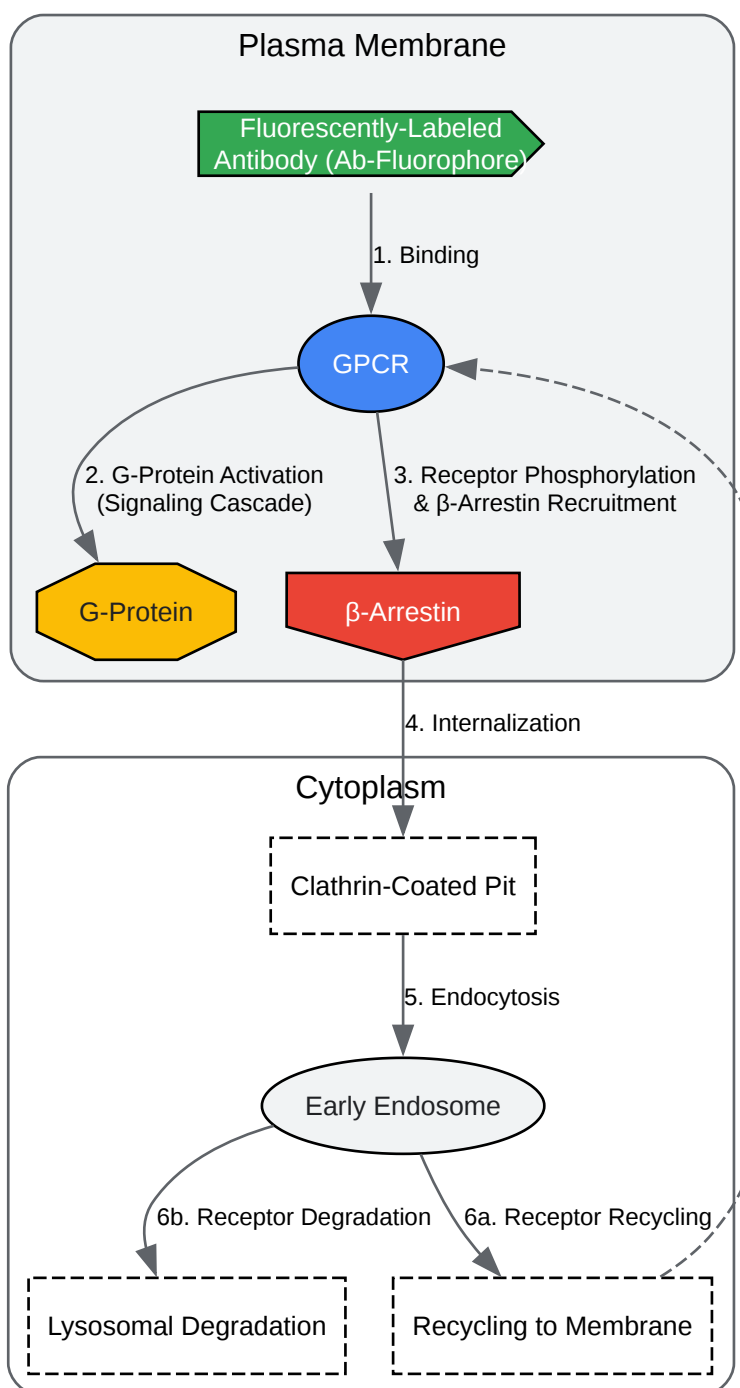 Plasma Membrane
Fluorescently-Labeled
Antibody (Ab-Fluorophore)
1. Binding
GPCR
2. G-Protein Activation
(Signaling Cascade)
3. Receptor Phosphorylation
& β-Arrestin Recruitment
G-Protein
β-Arrestin
4. Internalization
Cytoplasm
Clathrin-Coated Pit
5. Endocytosis
Early Endosome
6b. Receptor Degradation
6a. Receptor Recycling
Lysosomal Degradation
Recycling to Membrane